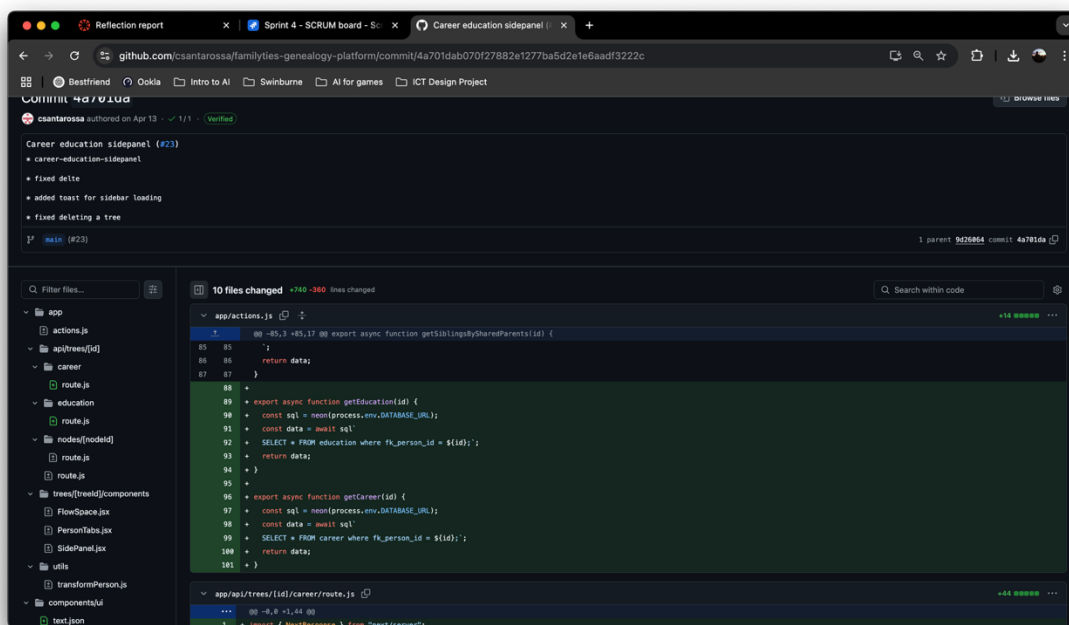 Reflection report
Sprint 4 - SCRUM board - Sc
Career education sidepanel (
github.com/csantarossa/familyties-genealogy-platform/commit/4a701dab070f27882e1277ba5d2e1e6aadf3222c
Bestfriend Ookla Intro to AI Swinburne AI for games ICT Design Project
Commit 4a701da
Browse files
csantarossa authored on Apr 13 · 1/1 · Verified
Career education sidepanel (#23)
* career-education-sidepanel
* fixed delte
* added toast for sidebar loading
* fixed deleting a tree
main (#23)
1 parent 9d26064 commit 4a701da
Filter files...
app
actions.js
api/trees/[id]
career
route.js
education
route.js
nodes/[nodeId]
route.js
route.js
trees/[treeId]/components
FlowSpace.jsx
PersonTabs.jsx
SidePanel.jsx
utils
transformPerson.js
components/ui
text.json
10 files changed +740 -360 lines changed
Search within code
app/actions.js
+14
@@ -85,3 +85,17 @@ export async function getSiblingsBySharedParents(id) {
85 85 `;
86 86 return data;
87 87 }
88 +
89 + export async function getEducation(id) {
90 + const sql = neon(process.env.DATABASE_URL);
91 + const data = await sql`
92 + SELECT * FROM education where fk_person_id = ${id};`;
93 + return data;
94 + }
95 +
96 + export async function getCareer(id) {
97 + const sql = neon(process.env.DATABASE_URL);
98 + const data = await sql`
99 + SELECT * FROM career where fk_person_id = ${id};`;
100 + return data;
101 + }
app/api/trees/[id]/career/route.js
+44
@@ -0,0 +1,44 @@
1 + import { NextResponse } from "next/server";